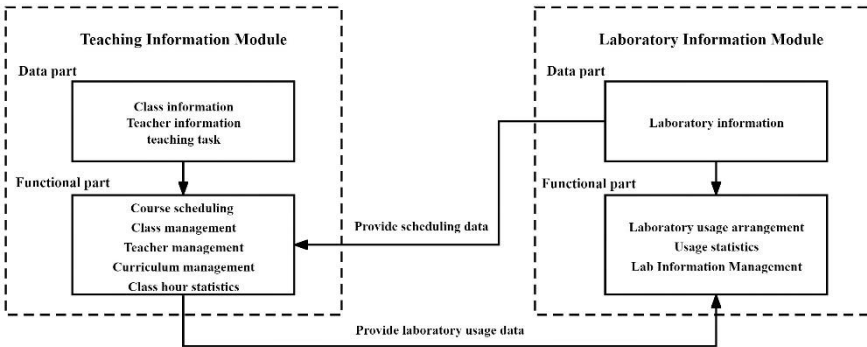 Teaching Information Module
Data part
Class information
Teacher information
teaching task
Functional part
Course scheduling
Class management
Teacher management
Curriculum management
Class hour statistics
Provide scheduling data
Provide laboratory usage data
Laboratory Information Module
Data part
Laboratory information
Functional part
Laboratory usage arrangement
Usage statistics
Lab Information Management